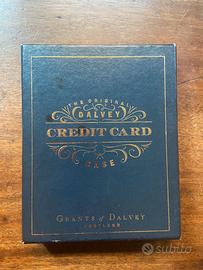 THE ORIGINAL
DALVEY
CREDIT CARD
CASE
GRANTS of DALVEY
SCOTLAND
subito